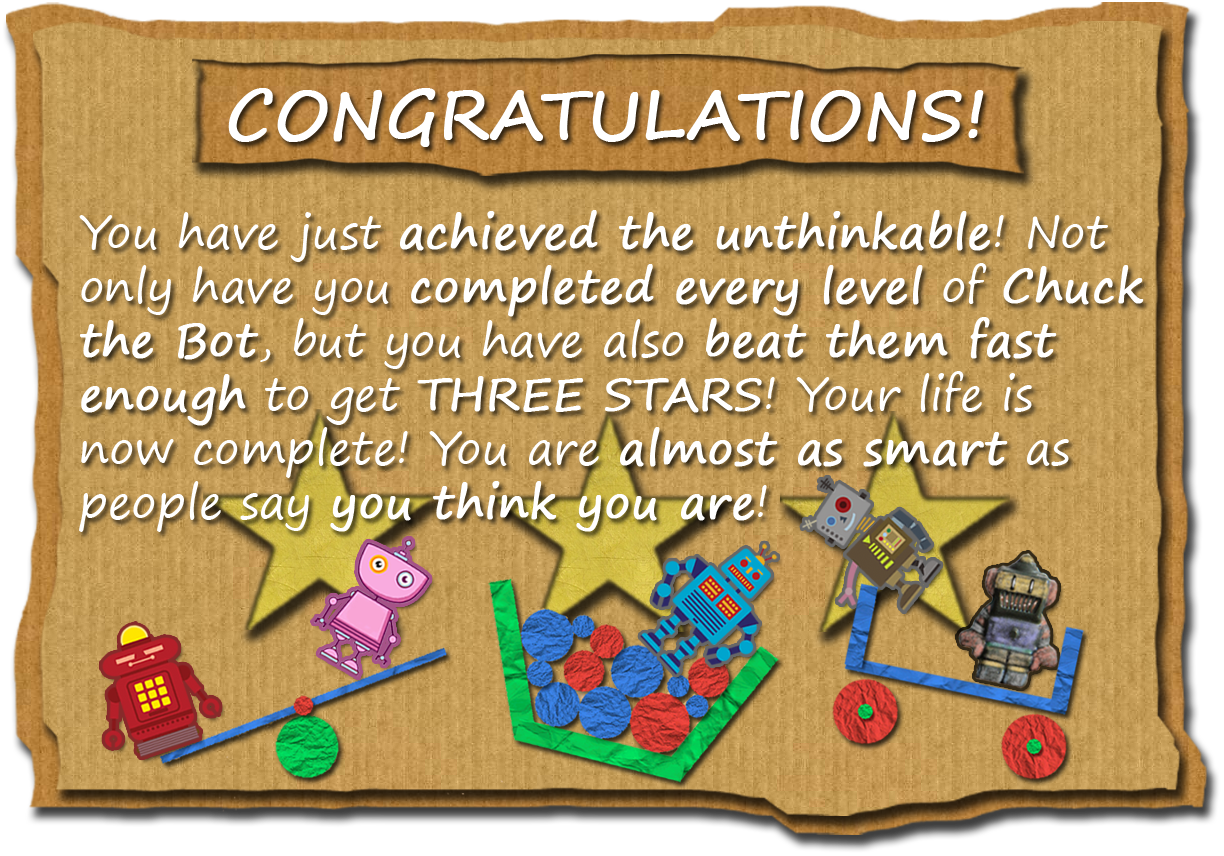 CONGRATULATIONS!
You have just achieved the unthinkable! Not
only have you completed every level of Chuck
the Bot, but you have also beat them fast
enough to get THREE STARS! Your life is
now complete! You are almost as smart as
people say you think you are!